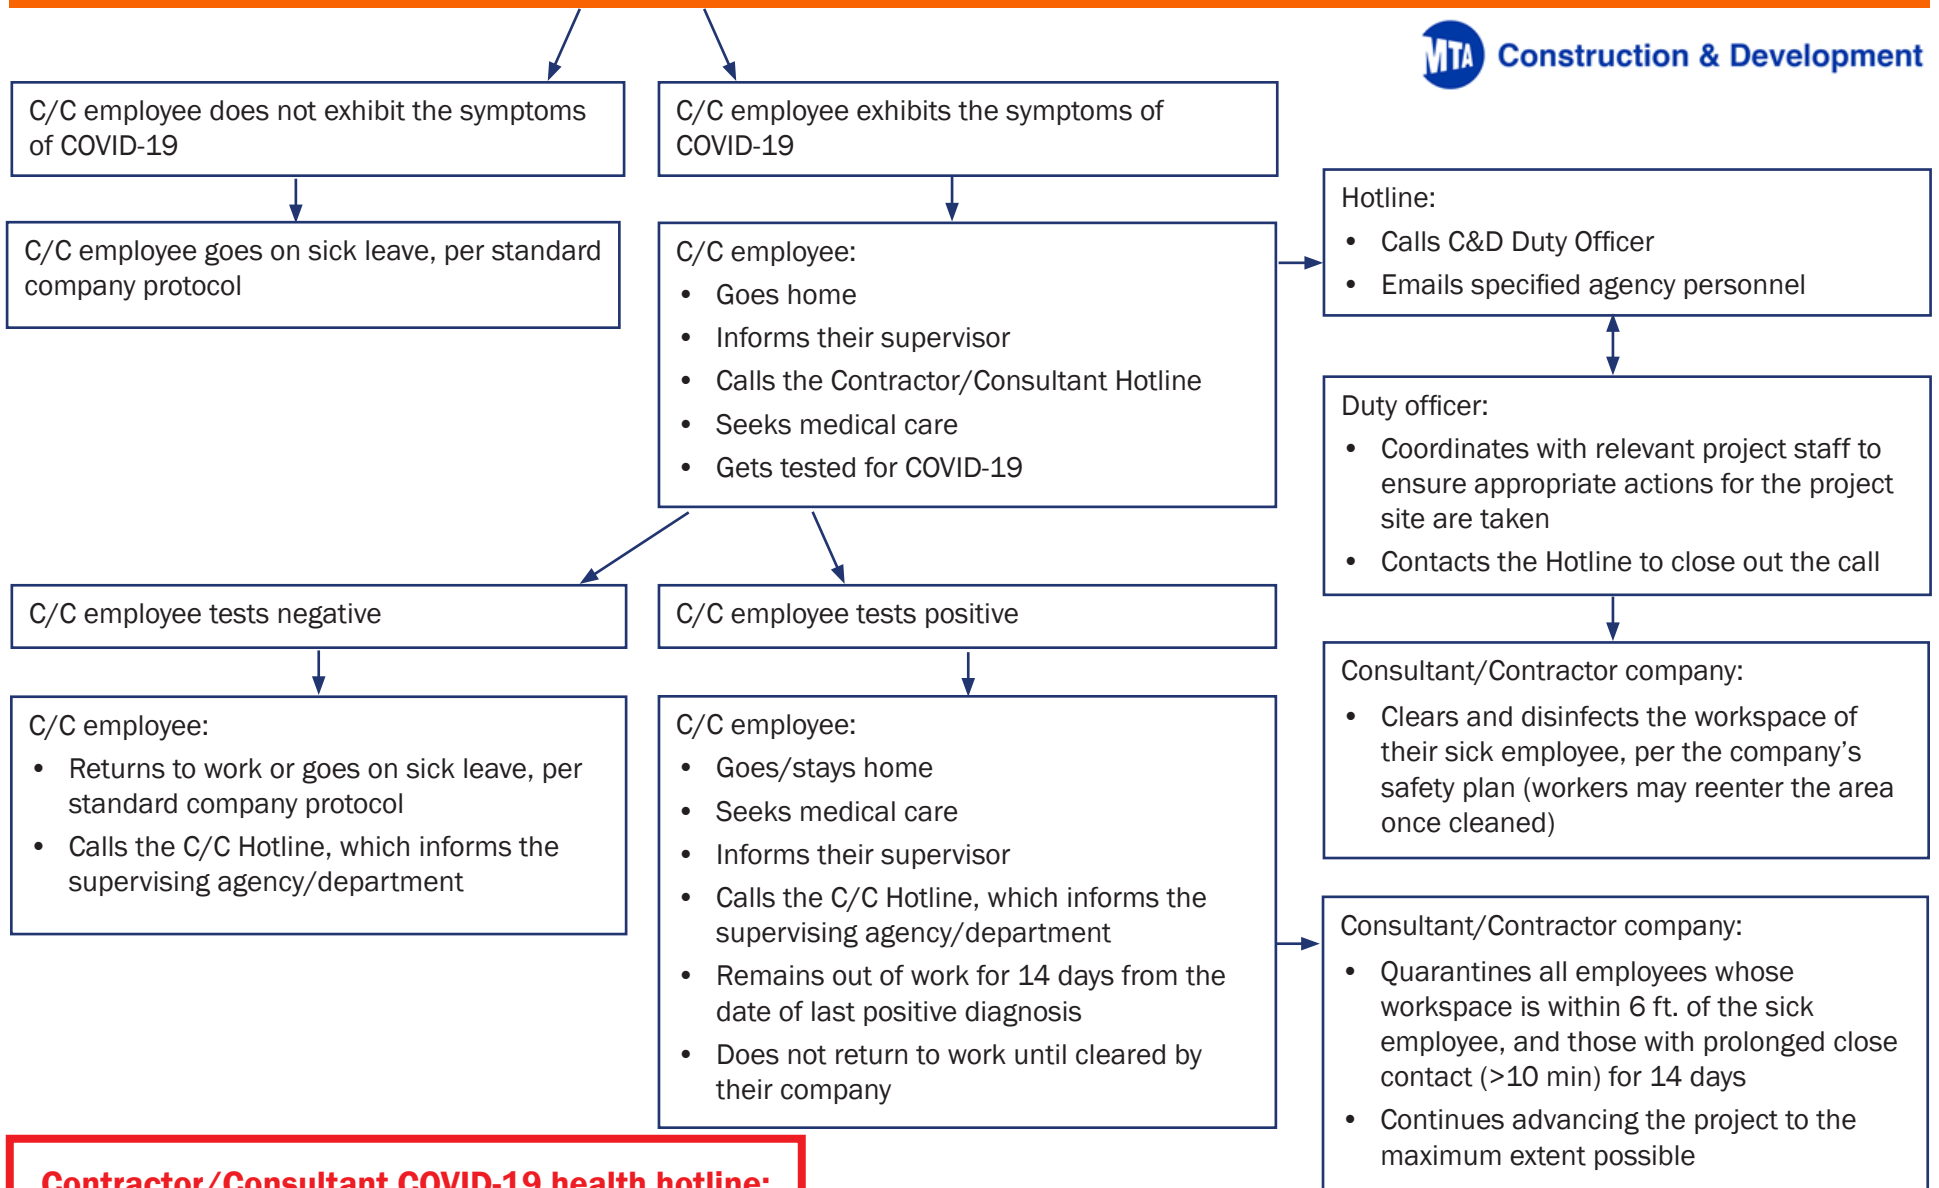 MTA Construction & Development
C/C employee does not exhibit the symptoms
of COVID-19
C/C employee exhibits the symptoms of
COVID-19
C/C employee goes on sick leave, per standard
company protocol
C/C employee:
• Goes home
• Informs their supervisor
• Calls the Contractor/Consultant Hotline
• Seeks medical care
• Gets tested for COVID-19
Hotline:
• Calls C&D Duty Officer
• Emails specified agency personnel
Duty officer:
• Coordinates with relevant project staff to
ensure appropriate actions for the project
site are taken
• Contacts the Hotline to close out the call
C/C employee tests negative
C/C employee tests positive
Consultant/Contractor company:
• Clears and disinfects the workspace of
their sick employee, per the company’s
safety plan (workers may reenter the area
once cleaned)
C/C employee:
• Returns to work or goes on sick leave, per
standard company protocol
• Calls the C/C Hotline, which informs the
supervising agency/department
C/C employee:
• Goes/stays home
• Seeks medical care
• Informs their supervisor
• Calls the C/C Hotline, which informs the
supervising agency/department
• Remains out of work for 14 days from the
date of last positive diagnosis
• Does not return to work until cleared by
their company
Consultant/Contractor company:
• Quarantines all employees whose
workspace is within 6 ft. of the sick
employee, and those with prolonged close
contact (>10 min) for 14 days
• Continues advancing the project to the
maximum extent possible
Contractor/Consultant COVID-19 health hotline: